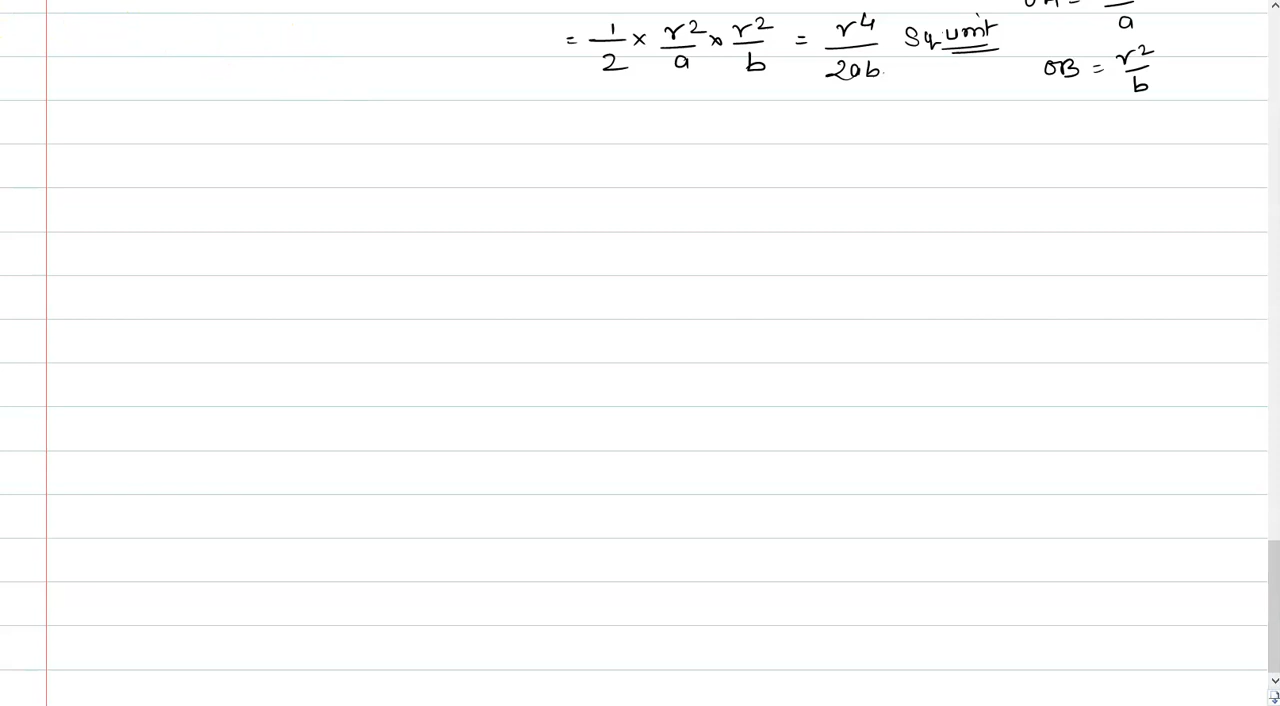 = 1/2 × r²/a × r²/b = r⁴/2ab. Sq. unit
a
OB = r²/b